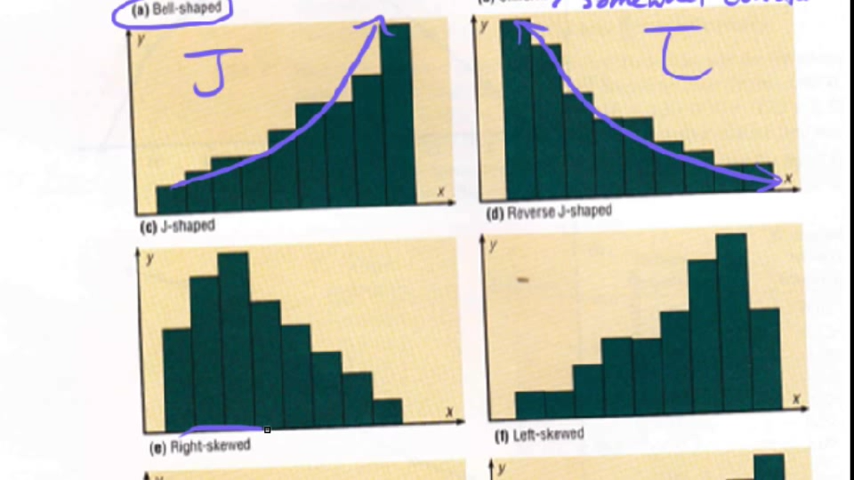 (a) Bell-shaped
somewhat
y
J
x
y
x
(c) J-shaped
(d) Reverse J-shaped
y
x
y
x
(e) Right-skewed
(f) Left-skewed
y
y